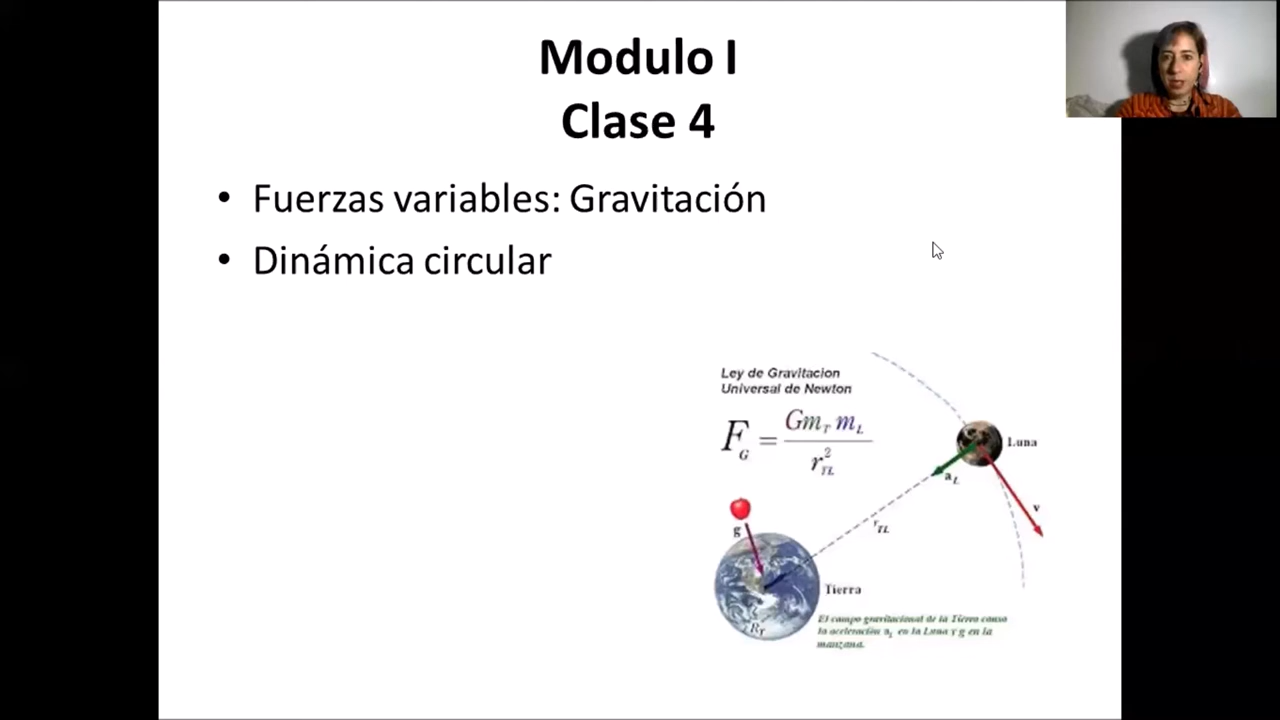 Modulo I
Clase 4
• Fuerzas variables: Gravitación
• Dinámica circular
Ley de Gravitacion
Universal de Newton
F_G = Gm_T m_L / r²_TL
Luna
a_L
v
r_TL
g
Tierra
R_T
El campo gravitacional de la Tierra causa
la aceleración a_L en la Luna y g en la
manzana.